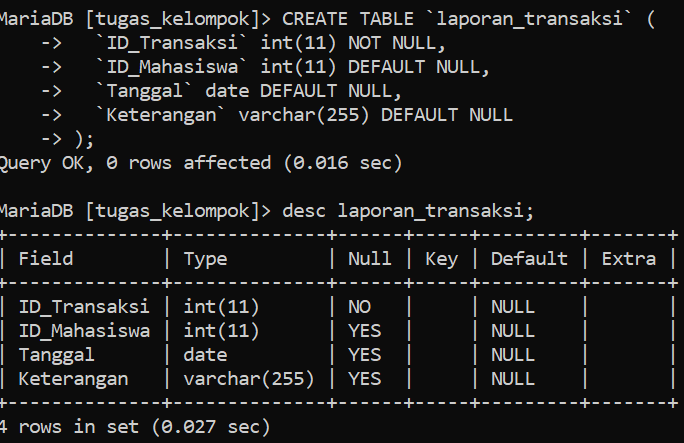 MariaDB [tugas_kelompok]> CREATE TABLE `laporan_transaksi` (
    ->   `ID_Transaksi` int(11) NOT NULL,
    ->   `ID_Mahasiswa` int(11) DEFAULT NULL,
    ->   `Tanggal` date DEFAULT NULL,
    ->   `Keterangan` varchar(255) DEFAULT NULL
    -> );
Query OK, 0 rows affected (0.016 sec)

MariaDB [tugas_kelompok]> desc laporan_transaksi;
+--------------+--------------+------+-----+---------+-------+
| Field        | Type         | Null | Key | Default | Extra |
+--------------+--------------+------+-----+---------+-------+
| ID_Transaksi | int(11)      | NO   |     | NULL    |       |
| ID_Mahasiswa | int(11)      | YES  |     | NULL    |       |
| Tanggal      | date         | YES  |     | NULL    |       |
| Keterangan   | varchar(255) | YES  |     | NULL    |       |
+--------------+--------------+------+-----+---------+-------+
4 rows in set (0.027 sec)